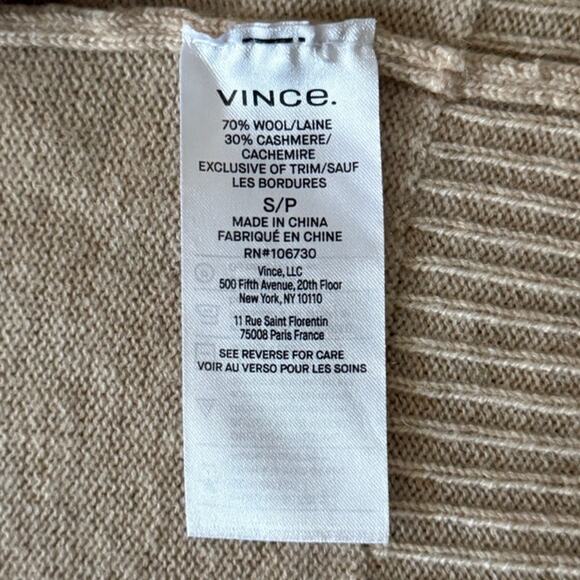 VINCE.
70% WOOL/LAINE
30% CASHMERE/
CACHEMIRE
EXCLUSIVE OF TRIM/SAUF
LES BORDURES
S/P
MADE IN CHINA
FABRIQUÉ EN CHINE
RN#106730
Vince, LLC
500 Fifth Avenue, 20th Floor
New York, NY 10110
11 Rue Saint Florentin
75008 Paris France
SEE REVERSE FOR CARE
VOIR AU VERSO POUR LES SOINS